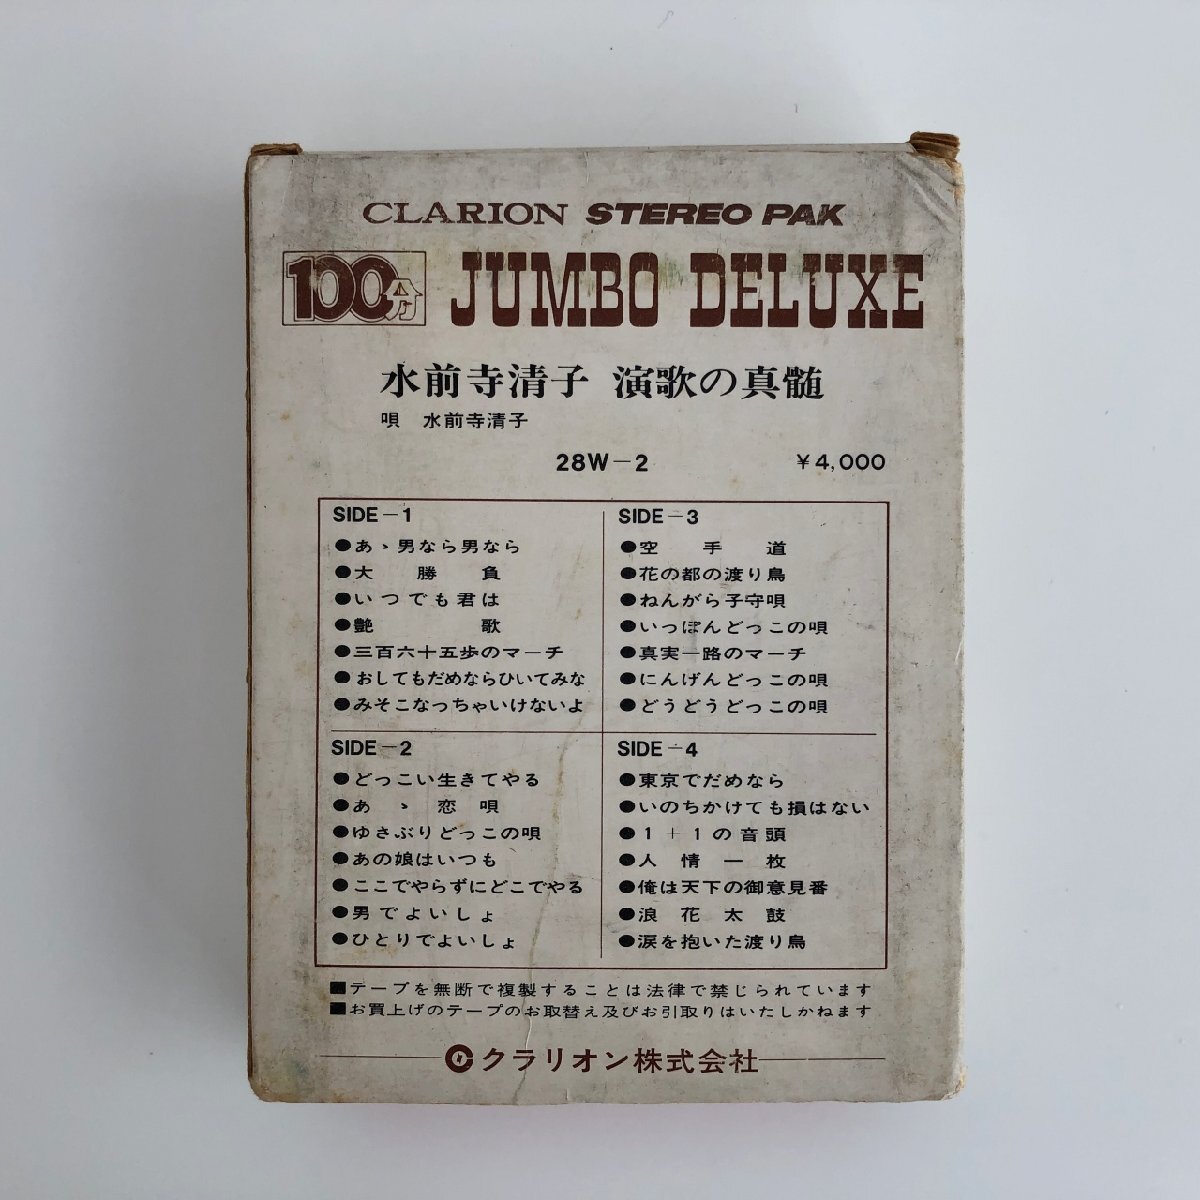 CLARION STEREO PAK
100分 JUMBO DELUXE
水前寺清子 演歌の真髄
唄 水前寺清子
28W-2 ¥4,000
SIDE-1
●あゝ男なら男なら
●大勝負
●いつでも君は
●艶歌
●三百六十五歩のマーチ
●おしてもだめならひいてみな
●みそこなっちゃいけないよ
SIDE-2
●どっこい生きてやる
●あゝ恋唄
●ゆさぶりどっこの唄
●あの娘はいつも
●ここでやらずにどこでやる
●男でよいしょ
●ひとりでよいしょ
SIDE-3
●空手道
●花の都の渡り鳥
●ねんがら子守唄
●いっぽんどっこの唄
●真実一路のマーチ
●にんげんどっこの唄
●どうどうどっこの唄
SIDE-4
●東京でだめなら
●いのちかけても損はない
●1+1の音頭
●人情一枚
●俺は天下の御意見番
●浪花太鼓
●涙を抱いた渡り鳥
■テープを無断で複製することは法律で禁じられています
■お買上げのテープのお取替え及びお引取りはいたしかねます
クラリオン株式会社